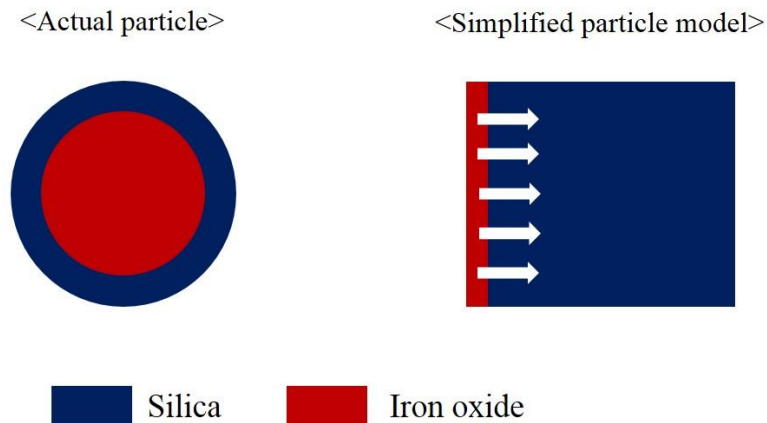 <Actual particle>
<Simplified particle model>
Silica
Iron oxide